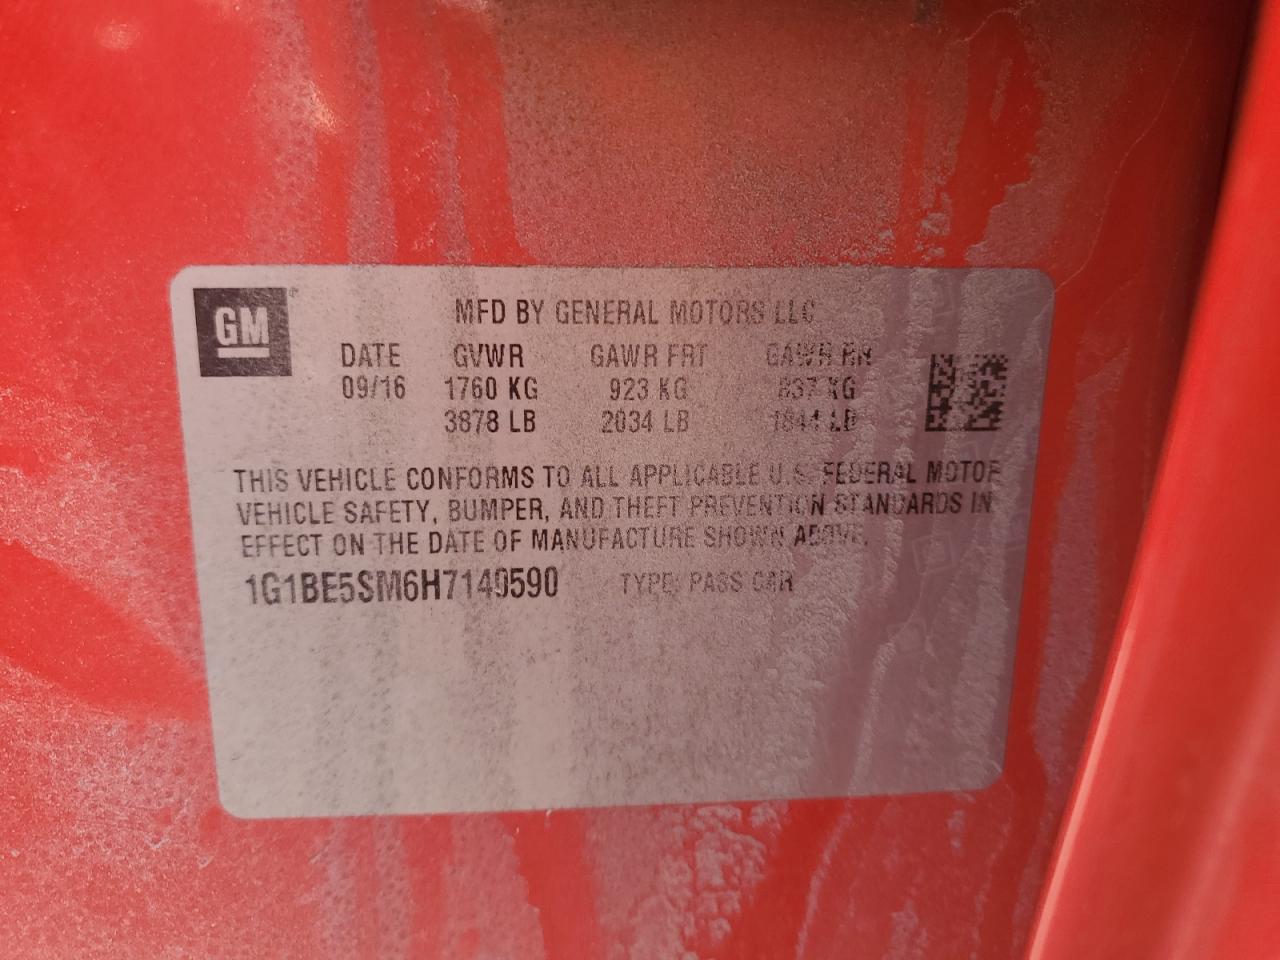 GM
MFD BY GENERAL MOTORS LLC
DATE GVWR GAWR FRT GAWR RR
09/16 1760 KG 923 KG 837 KG
3878 LB 2034 LB 1844 LB
THIS VEHICLE CONFORMS TO ALL APPLICABLE U.S. FEDERAL MOTOR
VEHICLE SAFETY, BUMPER, AND THEFT PREVENTION STANDARDS IN
EFFECT ON THE DATE OF MANUFACTURE SHOWN ABOVE.
1G1BE5SM6H7140590 TYPE: PASS CAR